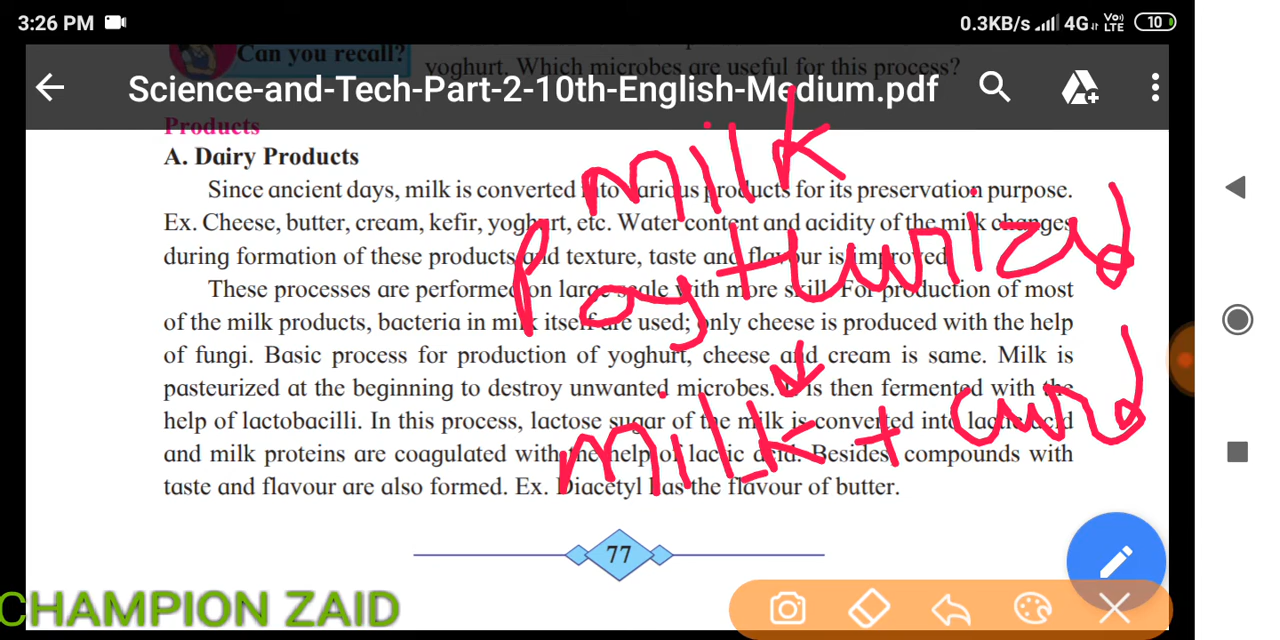 3:26 PM 0.3KB/s 4G Vo) LTE 10
Can you recall?
yoghurt. Which microbes are useful for this process?
Science-and-Tech-Part-2-10th-English-Medium.pdf
Products
A. Dairy Products
milk
Since ancient days, milk is converted into various products for its preservation purpose.
Ex. Cheese, butter, cream, kefir, yoghurt, etc. Water content and acidity of the milk changes
during formation of these products and texture, taste and flavour is improved.
Pasturized
These processes are performed on large scale with more skill. For production of most
of the milk products, bacteria in milk itself are used; only cheese is produced with the help
of fungi. Basic process for production of yoghurt, cheese and cream is same. Milk is
pasteurized at the beginning to destroy unwanted microbes. It is then fermented with the
help of lactobacilli. In this process, lactose sugar of the milk is converted into lactic acid
milk + curd
and milk proteins are coagulated with the help of lactic acid. Besides, compounds with
taste and flavour are also formed. Ex. Diacetyl has the flavour of butter.
77
CHAMPION ZAID